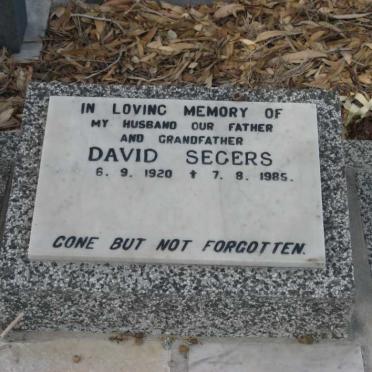 IN LOVING MEMORY OF
MY HUSBAND OUR FATHER
AND GRANDFATHER
DAVID SEGERS
6. 9. 1920 ✝ 7. 8. 1985.
GONE BUT NOT FORGOTTEN.